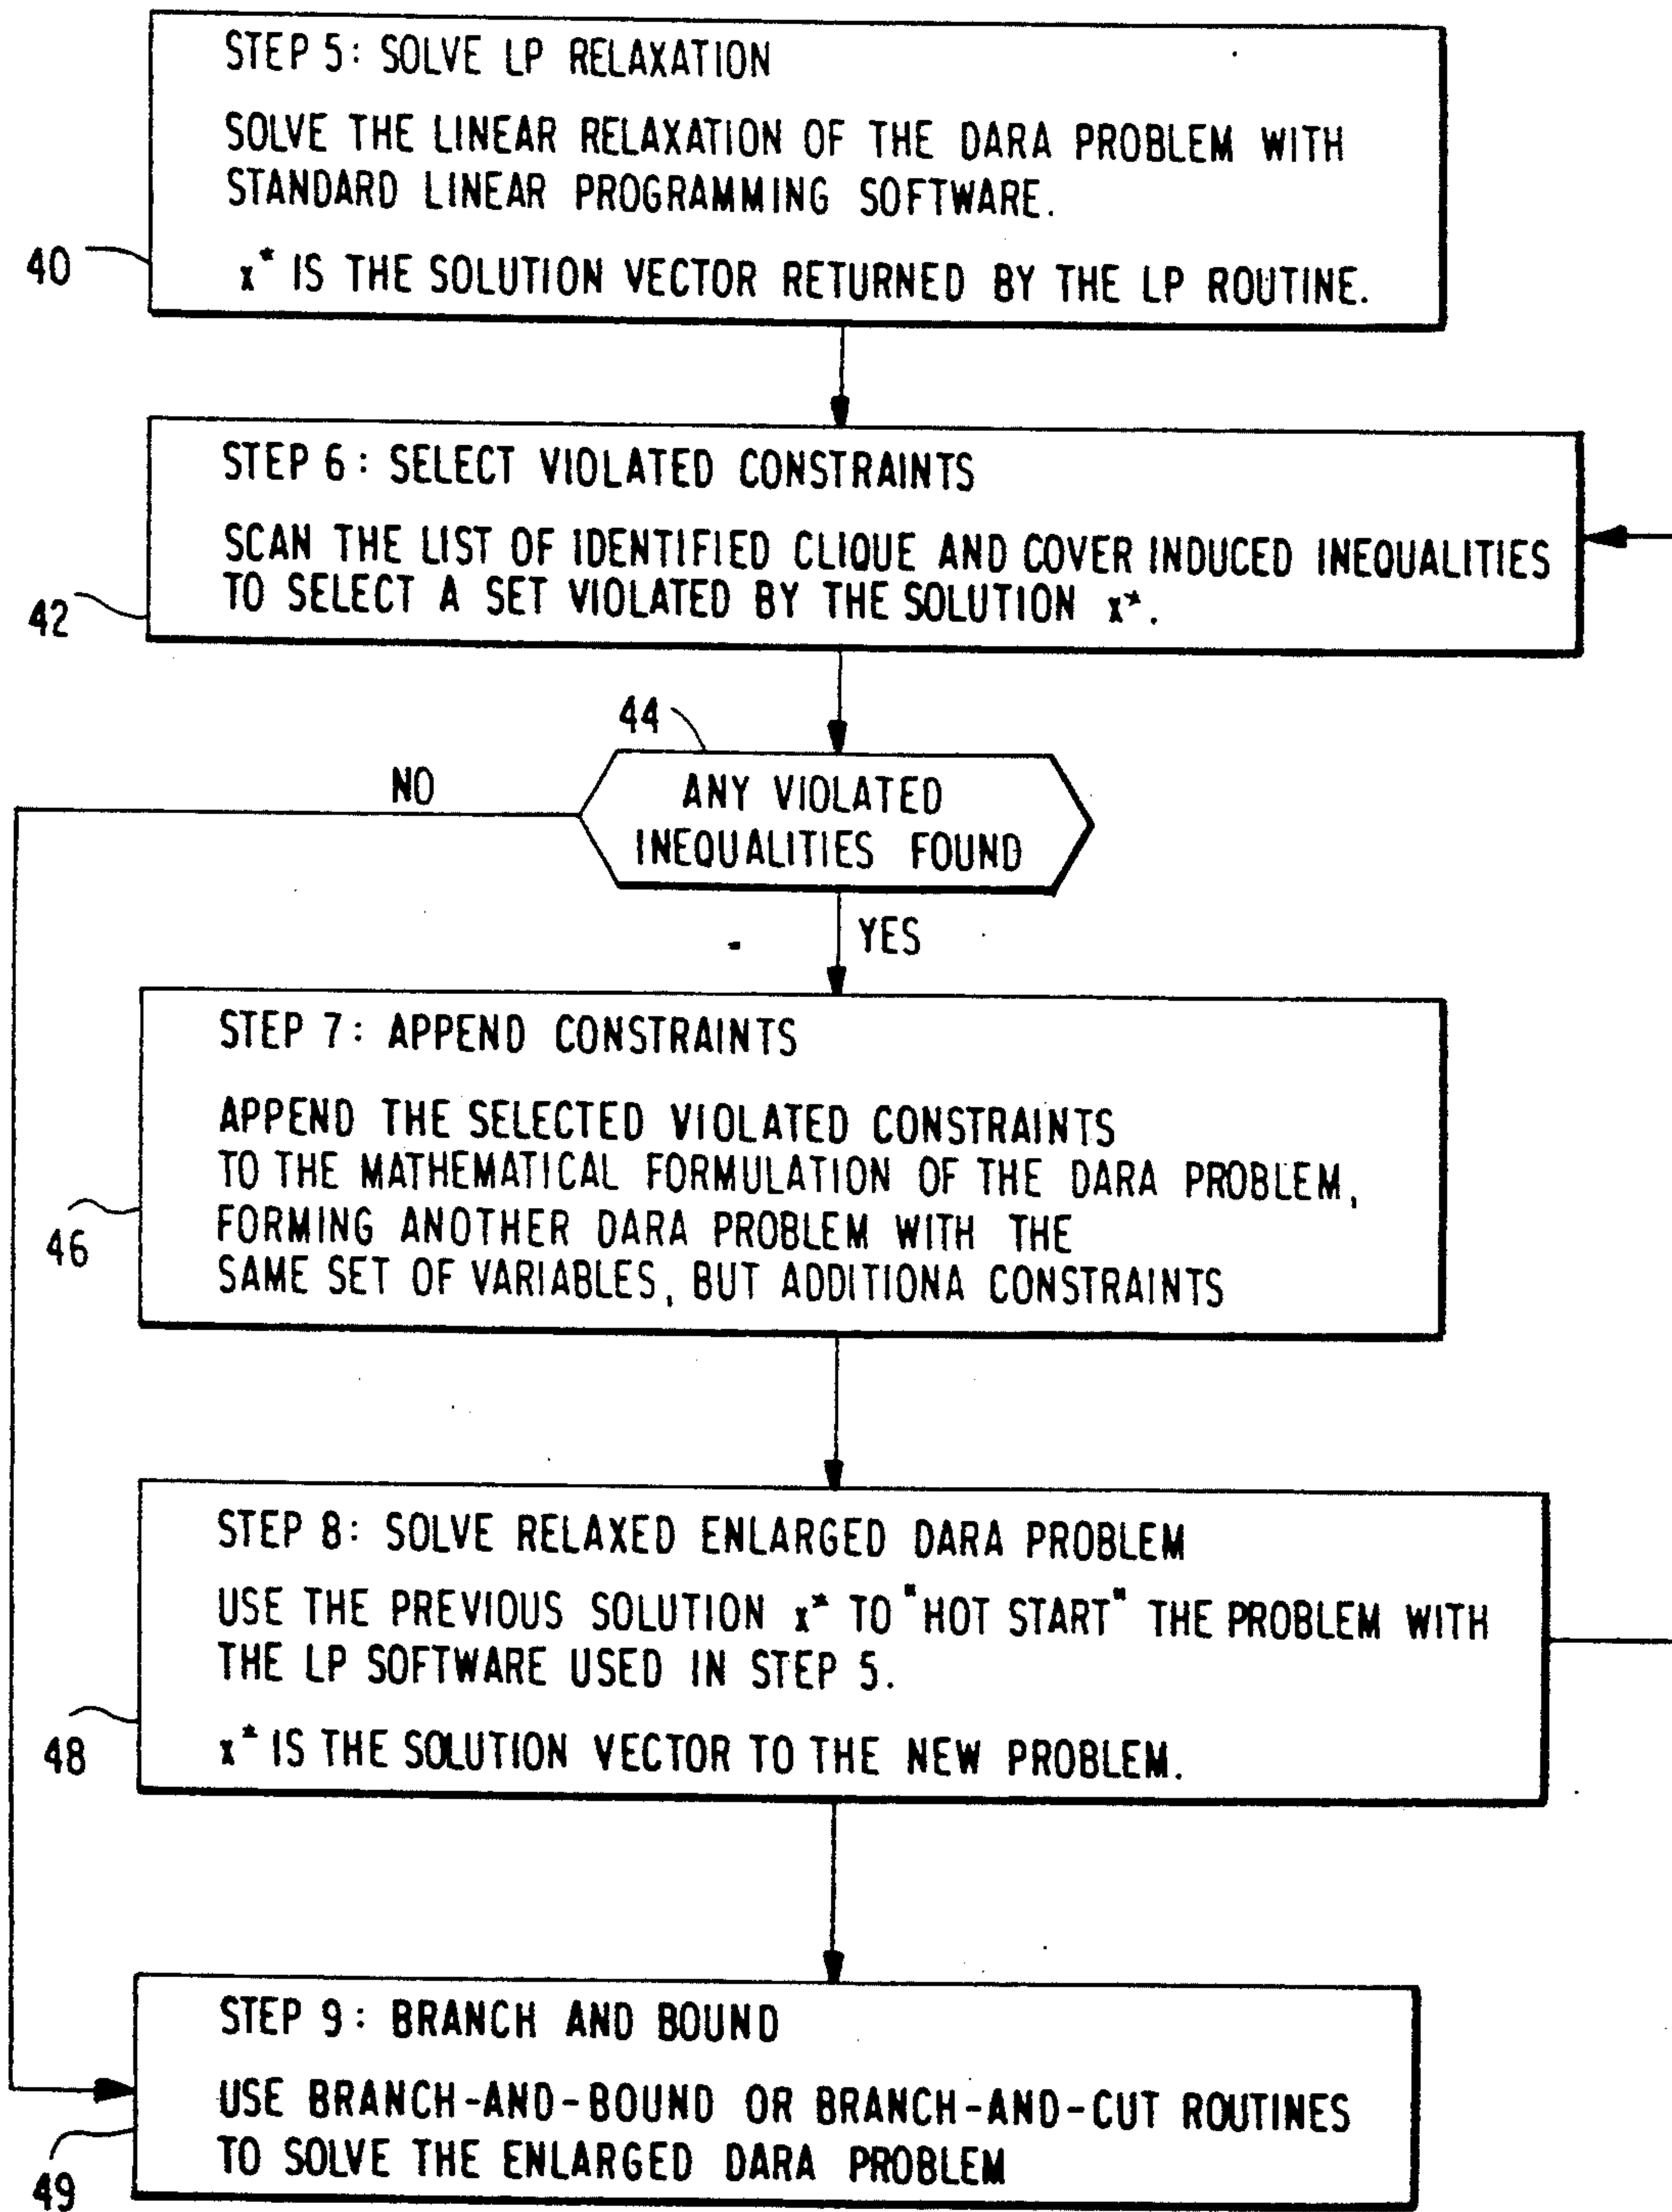 STEP 5: SOLVE LP RELAXATION
SOLVE THE LINEAR RELAXATION OF THE DARA PROBLEM WITH
STANDARD LINEAR PROGRAMMING SOFTWARE.
x* IS THE SOLUTION VECTOR RETURNED BY THE LP ROUTINE.
40
STEP 6: SELECT VIOLATED CONSTRAINTS
SCAN THE LIST OF IDENTIFIED CLIQUE AND COVER INDUCED INEQUALITIES
TO SELECT A SET VIOLATED BY THE SOLUTION x*.
42
44
NO
ANY VIOLATED
INEQUALITIES FOUND
YES
STEP 7: APPEND CONSTRAINTS
APPEND THE SELECTED VIOLATED CONSTRAINTS
TO THE MATHEMATICAL FORMULATION OF THE DARA PROBLEM,
FORMING ANOTHER DARA PROBLEM WITH THE
SAME SET OF VARIABLES, BUT ADDITIONA CONSTRAINTS
46
STEP 8: SOLVE RELAXED ENLARGED DARA PROBLEM
USE THE PREVIOUS SOLUTION x* TO "HOT START" THE PROBLEM WITH
THE LP SOFTWARE USED IN STEP 5.
x* IS THE SOLUTION VECTOR TO THE NEW PROBLEM.
48
STEP 9: BRANCH AND BOUND
USE BRANCH-AND-BOUND OR BRANCH-AND-CUT ROUTINES
TO SOLVE THE ENLARGED DARA PROBLEM
49